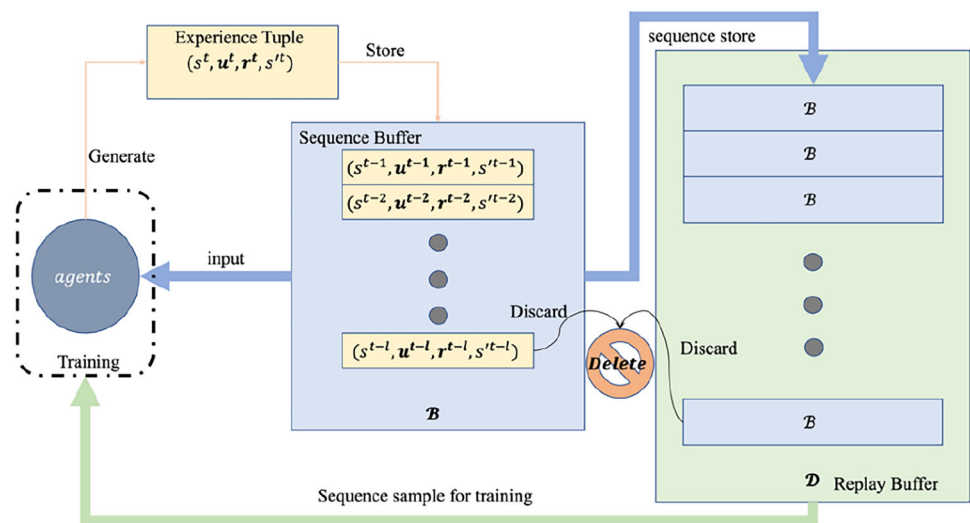 Experience Tuple
(s^t, u^t, r^t, s'^t)
Store
sequence store
Generate
Sequence Buffer
(s^{t-1}, u^{t-1}, r^{t-1}, s'^{t-1})
(s^{t-2}, u^{t-2}, r^{t-2}, s'^{t-2})
ℬ
ℬ
ℬ
agents
input
Training
Discard
(s^{t-l}, u^{t-l}, r^{t-l}, s'^{t-l})
Delete
Discard
ℬ
ℬ
𝒟 Replay Buffer
Sequence sample for training